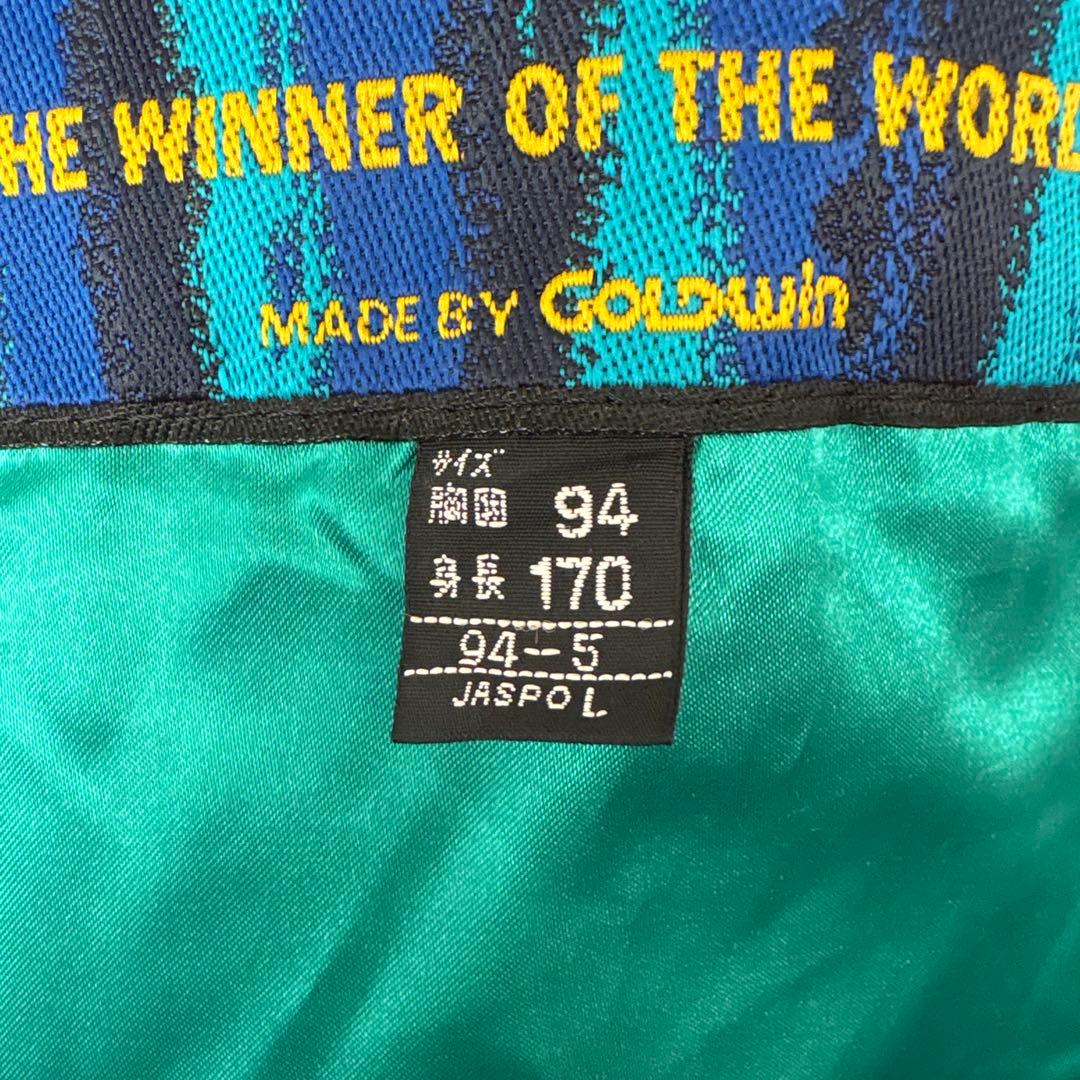 HE WINNER OF THE WORL
MADE BY GOLDWin
サイズ
胸囲 94
身長 170
94-5
JASPO L